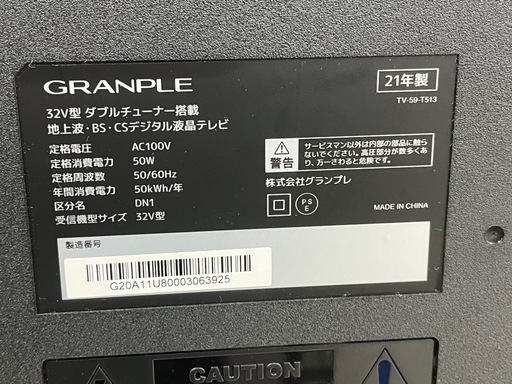 GRANPLE
21年製
TV-59-T513
32V型 ダブルチューナー搭載
地上波・BS・CSデジタル液晶テレビ
定格電圧 AC100V
定格消費電力 50W
定格周波数 50/60Hz
年間消費電力 50kWh/年
区分名 DN1
受信機型サイズ 32V型
警告
サービスマン以外は内部の部品に触ら
ないでください。高圧部分が数多くあ
り、万一さわると危険です。
株式会社グランプレ
PS
E
MADE IN CHINA
製造番号
G20A11U80003063925
CAUTION